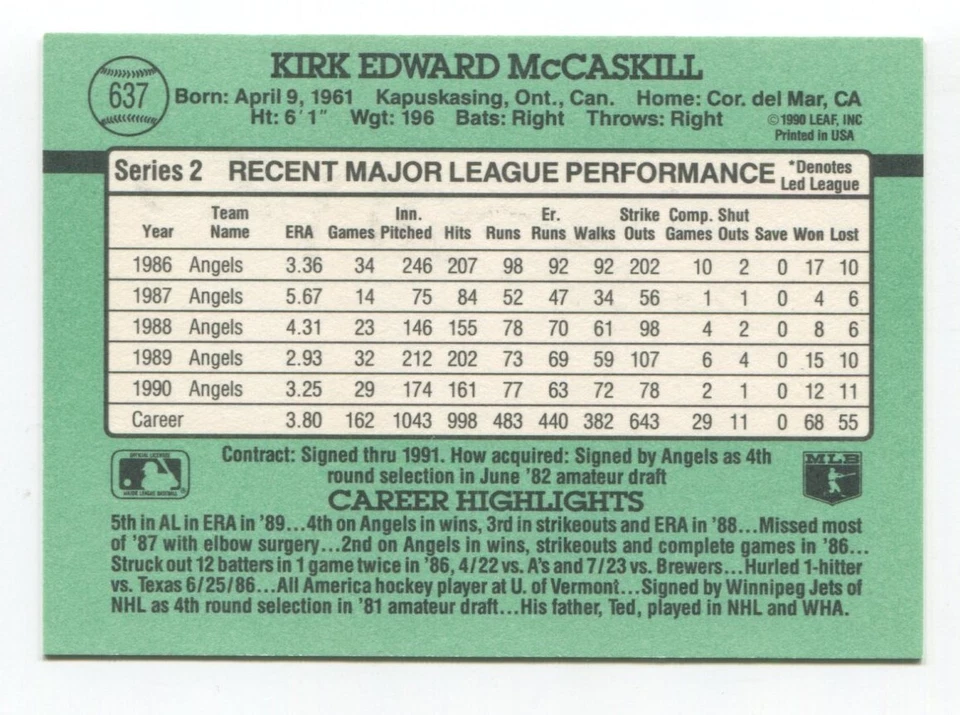 637
KIRK EDWARD McCASKILL
Born: April 9, 1961 Kapuskasing, Ont., Can. Home: Cor. del Mar, CA
Ht: 6'1" Wgt: 196 Bats: Right Throws: Right
©1990 LEAF, INC
Printed in USA
Series 2 RECENT MAJOR LEAGUE PERFORMANCE *Denotes Led League
Year Team Name ERA Games Inn. Pitched Hits Runs Er. Runs Walks Strike Outs Comp. Games Shut Outs Save Won Lost
1986 Angels 3.36 34 246 207 98 92 92 202 10 2 0 17 10
1987 Angels 5.67 14 75 84 52 47 34 56 1 1 0 4 6
1988 Angels 4.31 23 146 155 78 70 61 98 4 2 0 8 6
1989 Angels 2.93 32 212 202 73 69 59 107 6 4 0 15 10
1990 Angels 3.25 29 174 161 77 63 72 78 2 1 0 12 11
Career 3.80 162 1043 998 483 440 382 643 29 11 0 68 55
Contract: Signed thru 1991. How acquired: Signed by Angels as 4th
round selection in June '82 amateur draft
OFFICIAL LICENSEE
MAJOR LEAGUE BASEBALL
MLB
CAREER HIGHLIGHTS
5th in AL in ERA in '89...4th on Angels in wins, 3rd in strikeouts and ERA in '88...Missed most
of '87 with elbow surgery...2nd on Angels in wins, strikeouts and complete games in '86...
Struck out 12 batters in 1 game twice in '86, 4/22 vs. A's and 7/23 vs. Brewers...Hurled 1-hitter
vs. Texas 6/25/86...All America hockey player at U. of Vermont...Signed by Winnipeg Jets of
NHL as 4th round selection in '81 amateur draft...His father, Ted, played in NHL and WHA.